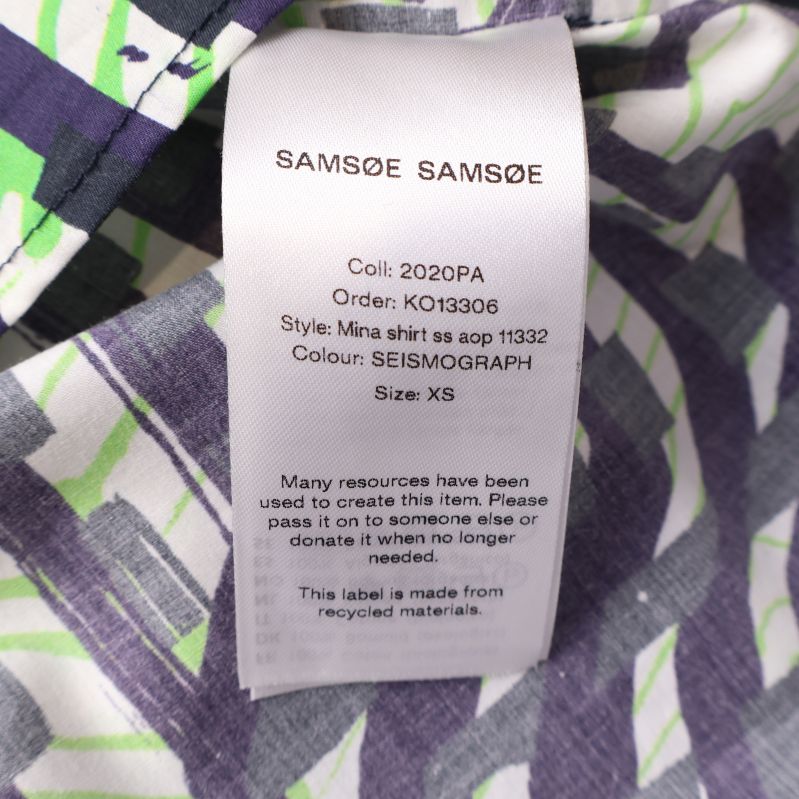 SAMSØE SAMSØE
Coll: 2020PA
Order: KO13306
Style: Mina shirt ss aop 11332
Colour: SEISMOGRAPH
Size: XS
Many resources have been
used to create this item. Please
pass it on to someone else or
donate it when no longer
needed.
This label is made from
recycled materials.